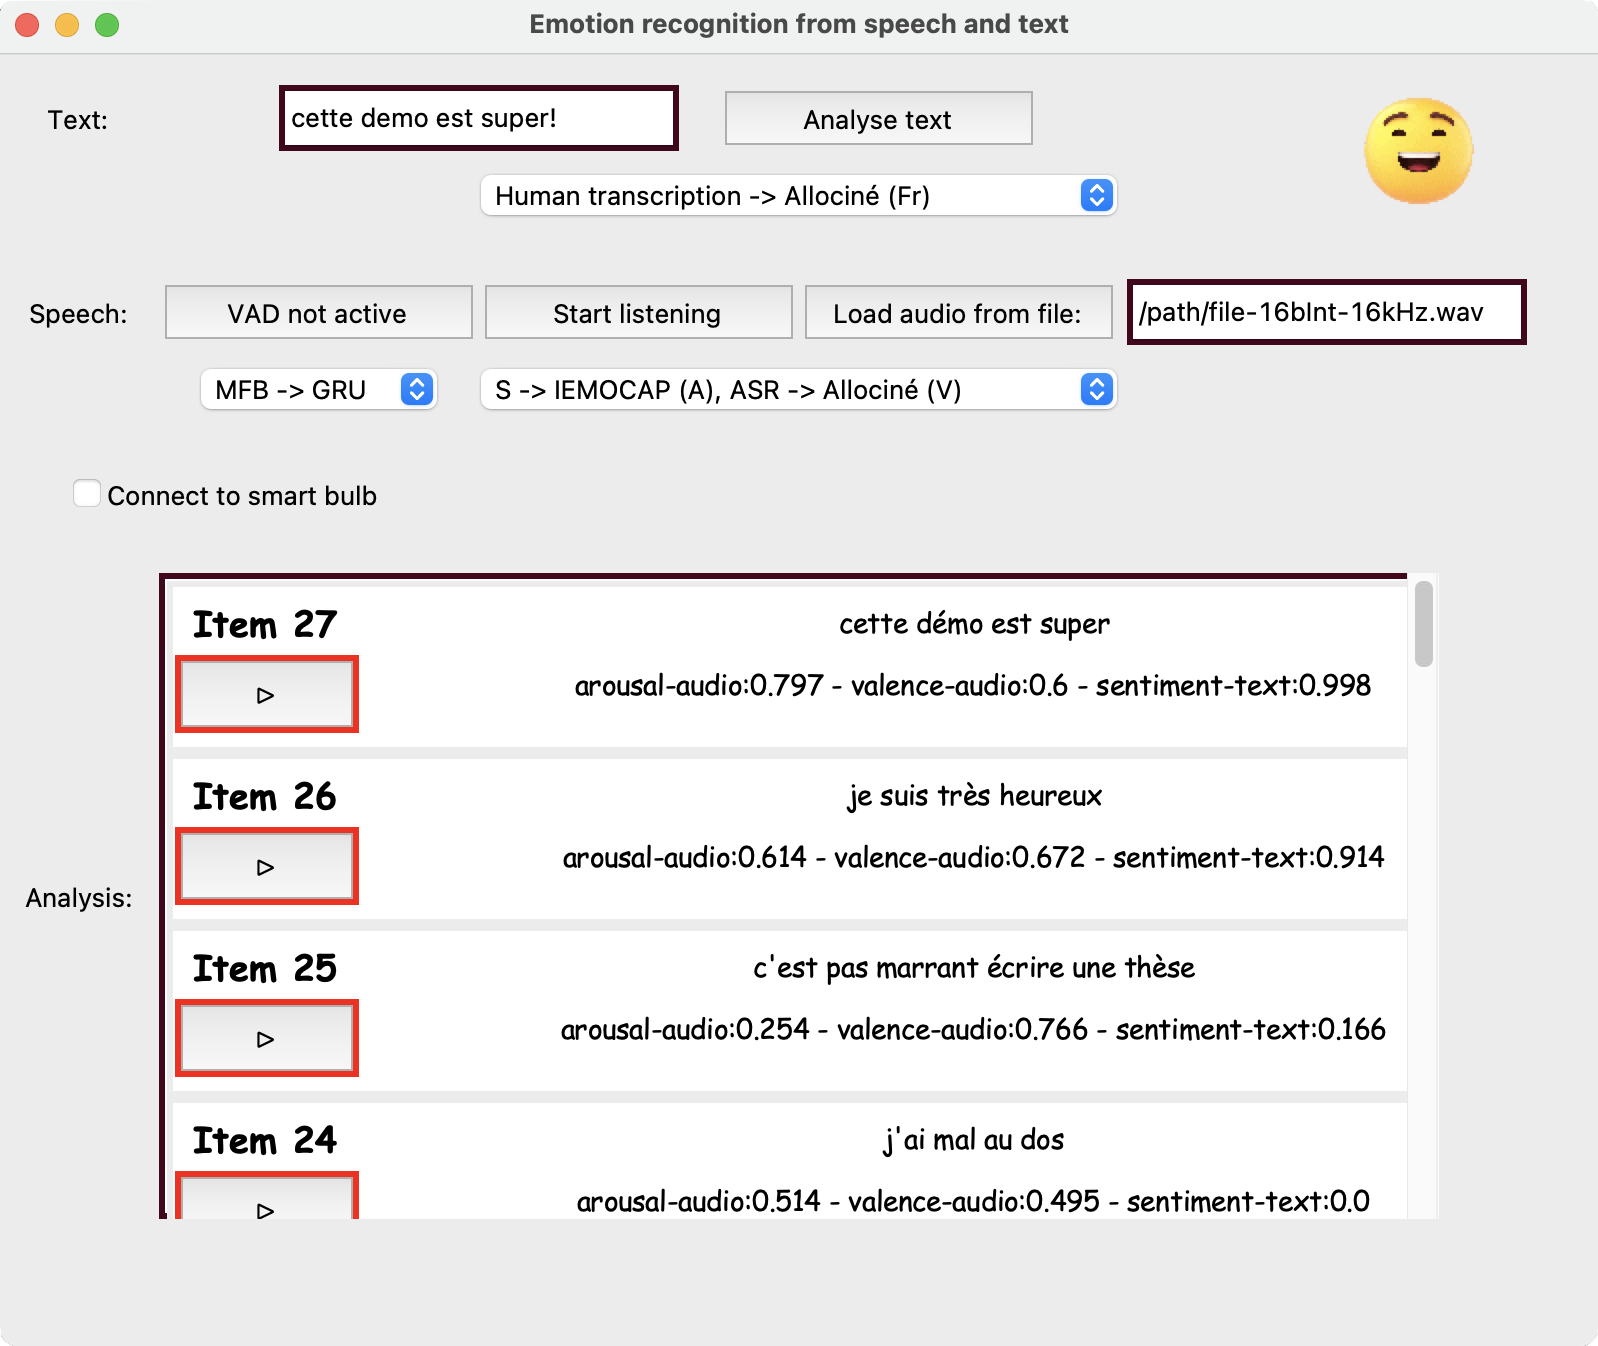 Emotion recognition from speech and text
Text:
cette demo est super!
Analyse text
Human transcription -> Allociné (Fr)
Speech:
VAD not active
Start listening
Load audio from file:
/path/file-16bInt-16kHz.wav
MFB -> GRU
S -> IEMOCAP (A), ASR -> Allociné (V)
Connect to smart bulb
Analysis:
Item 27
cette démo est super
arousal-audio:0.797 - valence-audio:0.6 - sentiment-text:0.998
Item 26
je suis très heureux
arousal-audio:0.614 - valence-audio:0.672 - sentiment-text:0.914
Item 25
c'est pas marrant écrire une thèse
arousal-audio:0.254 - valence-audio:0.766 - sentiment-text:0.166
Item 24
j'ai mal au dos
arousal-audio:0.514 - valence-audio:0.495 - sentiment-text:0.0